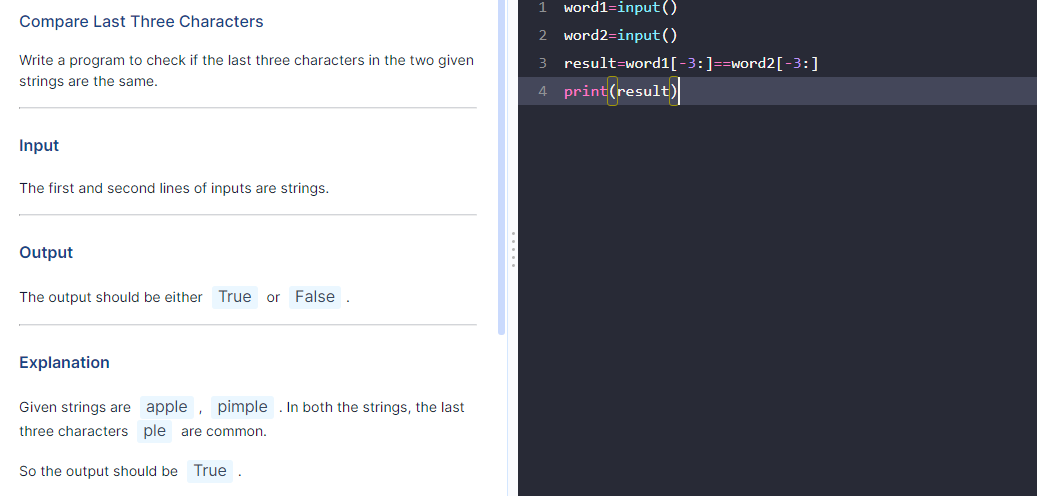 Compare Last Three Characters
Write a program to check if the last three characters in the two given
strings are the same.
Input
The first and second lines of inputs are strings.
Output
The output should be either True or False .
Explanation
Given strings are apple , pimple . In both the strings, the last
three characters ple are common.
So the output should be True .
1 word1=input()
2 word2=input()
3 result=word1[-3:]==word2[-3:]
4 print(result)